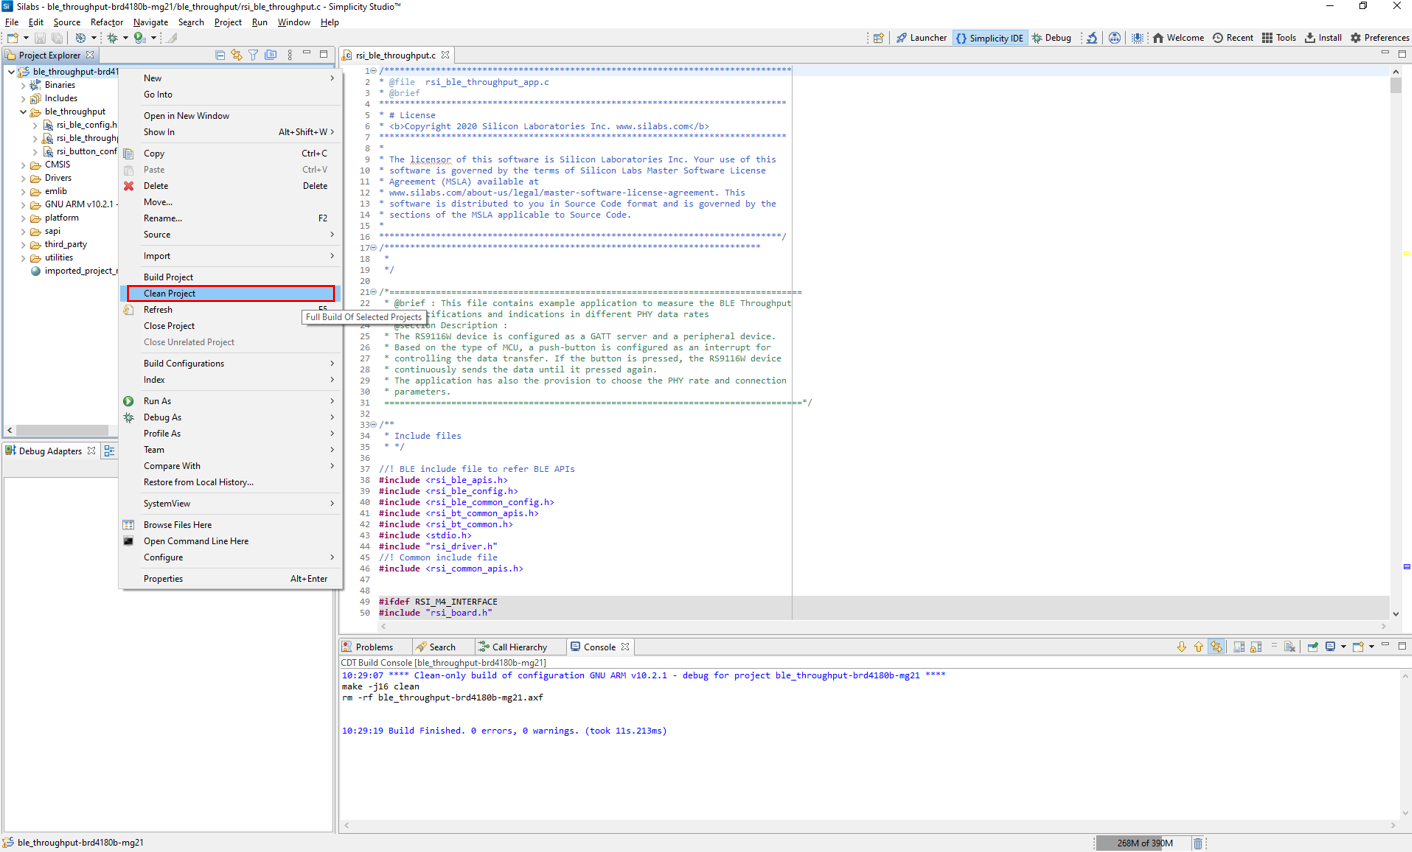 Silabs - ble_throughput-brd4180b-mg21/ble_throughput/rsi_ble_throughput.c - Simplicity Studio™
File Edit Source Refactor Navigate Search Project Run Window Help
Launcher {} Simplicity IDE Debug Welcome Recent Tools Install Preferences
Project Explorer
ble_throughput-brd41
Binaries
Includes
ble_throughput
rsi_ble_config.h
rsi_ble_through
rsi_button_conf
CMSIS
Drivers
emlib
GNU ARM v10.2.1 -
platform
sapi
third_party
utilities
imported_project_r
Debug Adapters
New
Go Into
Open in New Window
Show In Alt+Shift+W
Copy Ctrl+C
Paste Ctrl+V
Delete Delete
Move...
Rename... F2
Source
Import
Build Project
Clean Project
Refresh F5
Full Build Of Selected Projects
Close Project
Close Unrelated Project
Build Configurations
Index
Run As
Debug As
Profile As
Team
Compare With
Restore from Local History...
SystemView
Browse Files Here
Open Command Line Here
Configure
Properties Alt+Enter
rsi_ble_throughput.c
1 /*******************************************************************************
2 * @file rsi_ble_throughput_app.c
3 * @brief
4 *******************************************************************************
5 * # License
6 * <b>Copyright 2020 Silicon Laboratories Inc. www.silabs.com</b>
7 *******************************************************************************
8 *
9 * The licensor of this software is Silicon Laboratories Inc. Your use of this
10 * software is governed by the terms of Silicon Labs Master Software License
11 * Agreement (MSLA) available at
12 * www.silabs.com/about-us/legal/master-software-license-agreement. This
13 * software is distributed to you in Source Code format and is governed by the
14 * sections of the MSLA applicable to Source Code.
15 *
16 ******************************************************************************/
17 /*************************************************************************
18 *
19 */
20
21 /*================================================================================
22 * @brief : This file contains example application to measure the BLE Throughput
ifications and indications in different PHY data rates
24 @section Description :
25 * The RS9116W device is configured as a GATT server and a peripheral device.
26 * Based on the type of MCU, a push-button is configured as an interrupt for
27 * controlling the data transfer. If the button is pressed, the RS9116W device
28 * continuously sends the data until it pressed again.
29 * The application has also the provision to choose the PHY rate and connection
30 * parameters.
31 =================================================================================*/
32
33 /**
34 * Include files
35 * */
36
37 //! BLE include file to refer BLE APIs
38 #include <rsi_ble_apis.h>
39 #include <rsi_ble_config.h>
40 #include <rsi_ble_common_config.h>
41 #include <rsi_bt_common_apis.h>
42 #include <rsi_bt_common.h>
43 #include <stdio.h>
44 #include "rsi_driver.h"
45 //! Common include file
46 #include <rsi_common_apis.h>
47
48
49 #ifdef RSI_M4_INTERFACE
50 #include "rsi_board.h"
Problems Search Call Hierarchy Console
CDT Build Console [ble_throughput-brd4180b-mg21]
10:29:07 **** Clean-only build of configuration GNU ARM v10.2.1 - debug for project ble_throughput-brd4180b-mg21 ****
make -j16 clean
rm -rf ble_throughput-brd4180b-mg21.axf
10:29:19 Build Finished. 0 errors, 0 warnings. (took 11s.213ms)
ble_throughput-brd4180b-mg21
268M of 390M